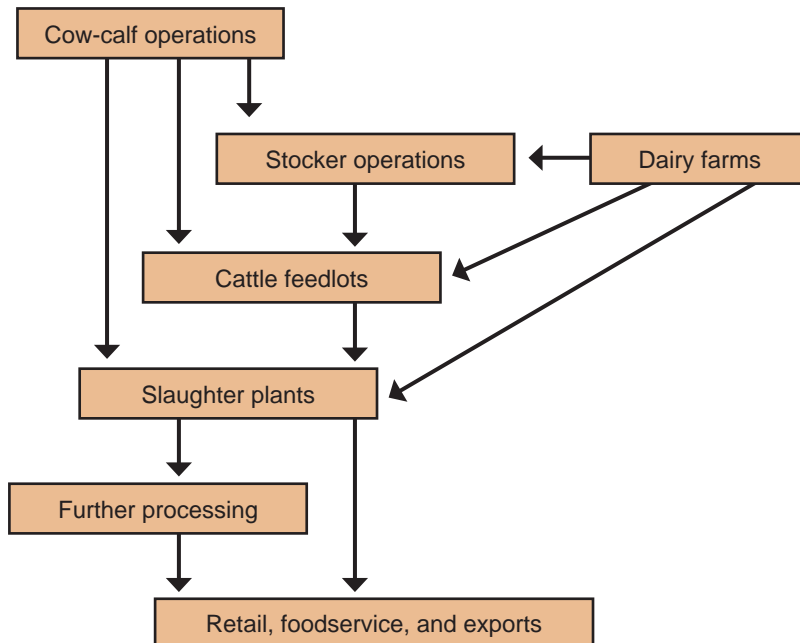 Cow-calf operations
Stocker operations
Dairy farms
Cattle feedlots
Slaughter plants
Further processing
Retail, foodservice, and exports